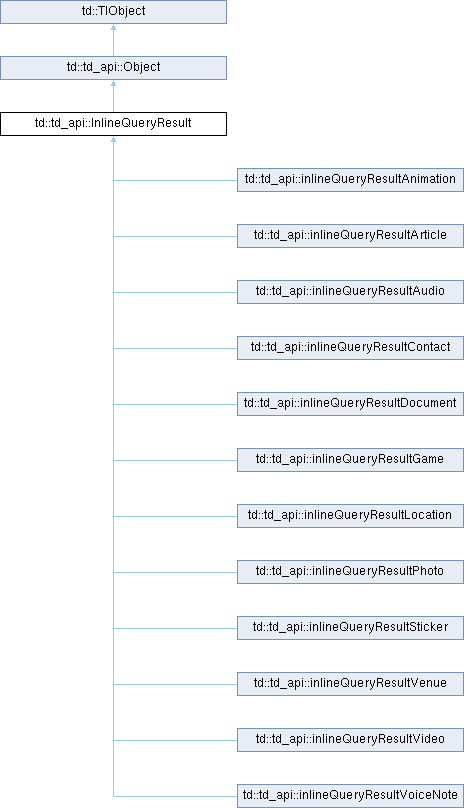 td::TlObject
td::td_api::Object
td::td_api::InlineQueryResult
td::td_api::inlineQueryResultAnimation
td::td_api::inlineQueryResultArticle
td::td_api::inlineQueryResultAudio
td::td_api::inlineQueryResultContact
td::td_api::inlineQueryResultDocument
td::td_api::inlineQueryResultGame
td::td_api::inlineQueryResultLocation
td::td_api::inlineQueryResultPhoto
td::td_api::inlineQueryResultSticker
td::td_api::inlineQueryResultVenue
td::td_api::inlineQueryResultVideo
td::td_api::inlineQueryResultVoiceNote